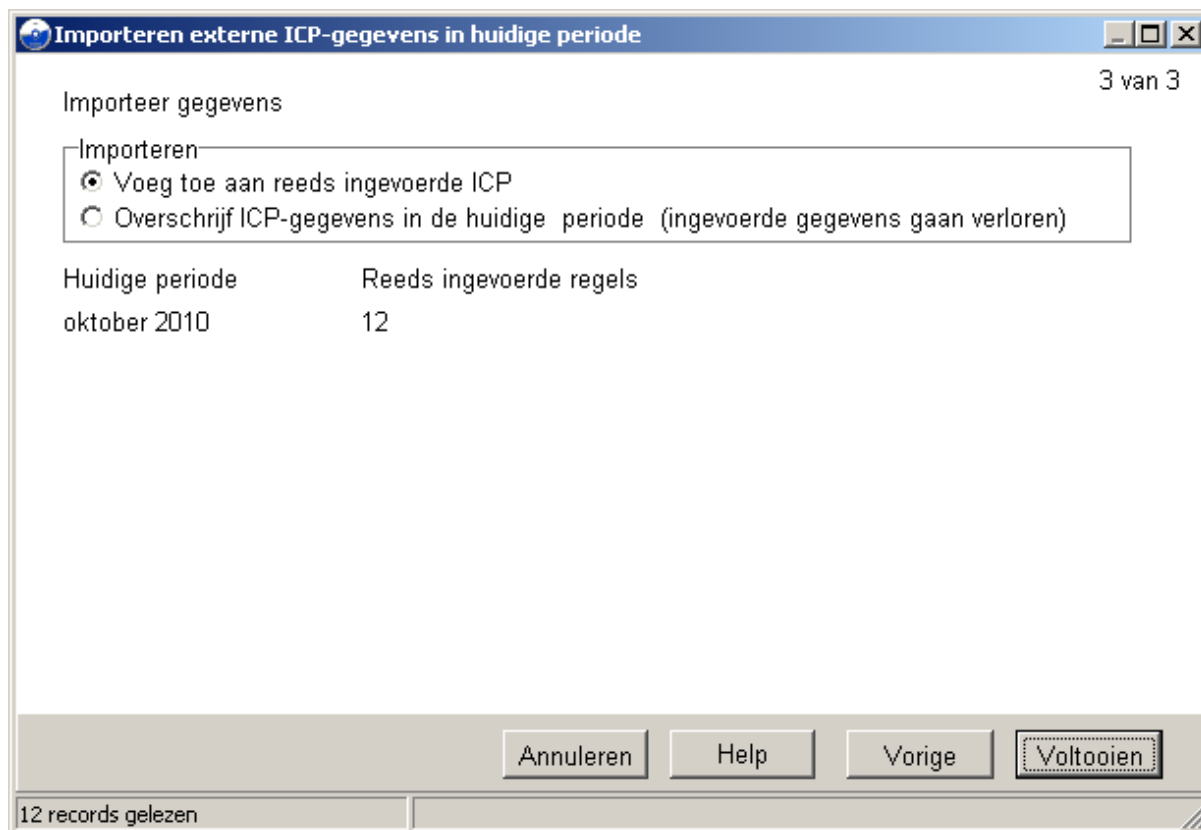 Importeren externe ICP-gegevens in huidige periode
3 van 3
Importeer gegevens
Importeren
Voeg toe aan reeds ingevoerde ICP
Overschrijf ICP-gegevens in de huidige  periode  (ingevoerde gegevens gaan verloren)
Huidige periode Reeds ingevoerde regels
oktober 2010 12
Annuleren Help Vorige Voltooien
12 records gelezen